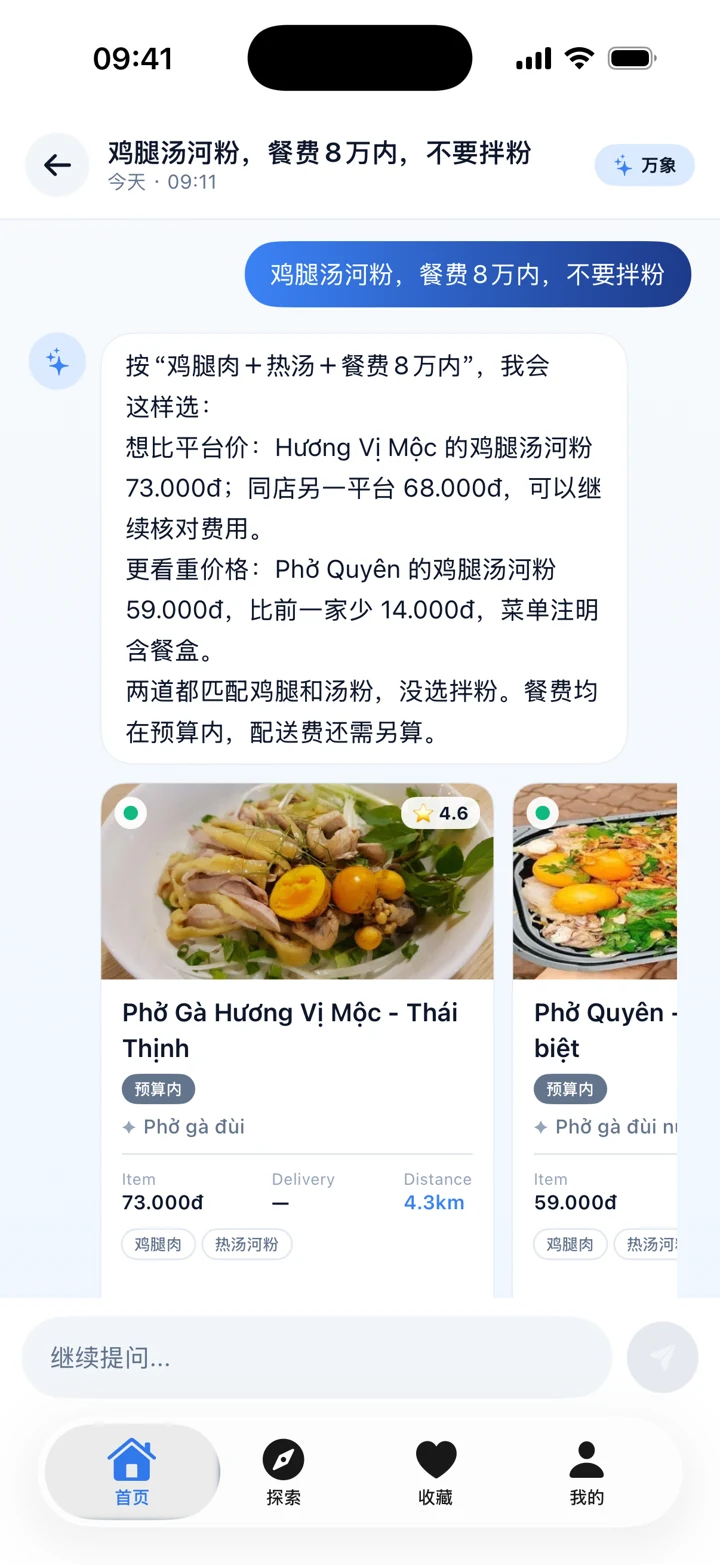 09:41
鸡腿汤河粉，餐费8万内，不要拌粉
今天 · 09:11
万象
鸡腿汤河粉，餐费8万内，不要拌粉
按“鸡腿肉＋热汤＋餐费8万内”，我会
这样选：
想比平台价：Hương Vị Mộc 的鸡腿汤河粉
73.000đ；同店另一平台 68.000đ，可以继
续核对费用。
更看重价格：Phở Quyên 的鸡腿汤河粉
59.000đ，比前一家少 14.000đ，菜单注明
含餐盒。
两道都匹配鸡腿和汤粉，没选拌粉。餐费均
在预算内，配送费还需另算。
4.6
Phở Gà Hương Vị Mộc - Thái
Thịnh
预算内
Phở gà đùi
Item
Delivery
Distance
73.000đ
—
4.3km
鸡腿肉
热汤河粉
Phở Quyên -
biệt
预算内
Phở gà đùi
Item
59.000đ
鸡腿肉
热汤河
继续提问...
首页
探索
收藏
我的